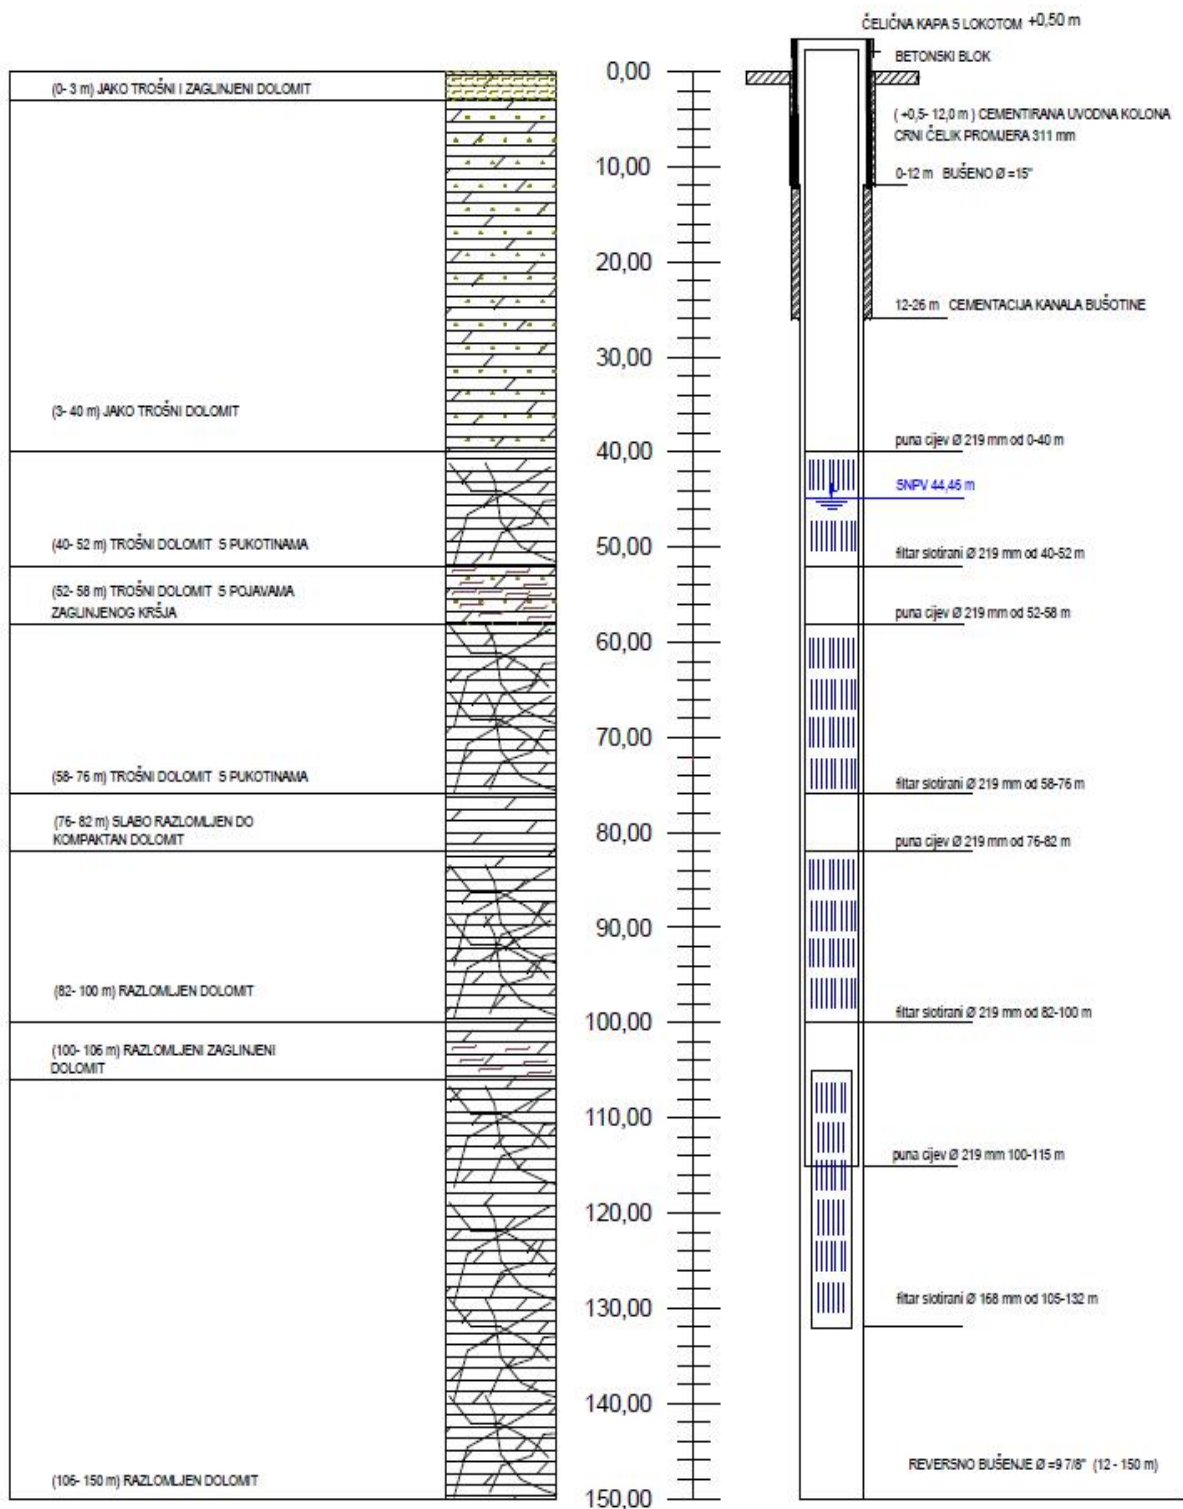 ČELIČNA KAPA S LOKOTOM +0,50 m
BETONSKI BLOK
(0- 3 m) JAKO TROŠNI I ZAGLINJENI DOLOMIT
(3- 40 m) JAKO TROŠNI DOLOMIT
(40- 52 m) TROŠNI DOLOMIT S PUKOTINAMA
(52- 58 m) TROŠNI DOLOMIT S POJAVAMA
ZAGLINJENOG KRŠJA
(58- 76 m) TROŠNI DOLOMIT S PUKOTINAMA
(76- 82 m) SLABO RAZLOMLJEN DO
KOMPAKTAN DOLOMIT
(82- 100 m) RAZLOMLJEN DOLOMIT
(100- 106 m) RAZLOMLJENI ZAGLINJENI
DOLOMIT
(106- 150 m) RAZLOMLJEN DOLOMIT
0,00
10,00
20,00
30,00
40,00
50,00
60,00
70,00
80,00
90,00
100,00
110,00
120,00
130,00
140,00
150,00
( +0,5- 12,0 m ) CEMENTIRANA UVODNA KOLONA
CRNI ČELIK PROMJERA 311 mm
0-12 m BUŠENO Ø =15"
12-26 m CEMENTACIJA KANALA BUŠOTINE
puna cijev Ø 219 mm od 0-40 m
SNPV 44,46 m
filtar slotirani Ø 219 mm od 40-52 m
puna cijev Ø 219 mm od 52-58 m
filtar slotirani Ø 219 mm od 58-76 m
puna cijev Ø 219 mm od 76-82 m
filtar slotirani Ø 219 mm od 82-100 m
puna cijev Ø 219 mm 100-115 m
filtar slotirani Ø 168 mm od 105-132 m
REVERSNO BUŠENJE Ø =9 7/8" (12 - 150 m)